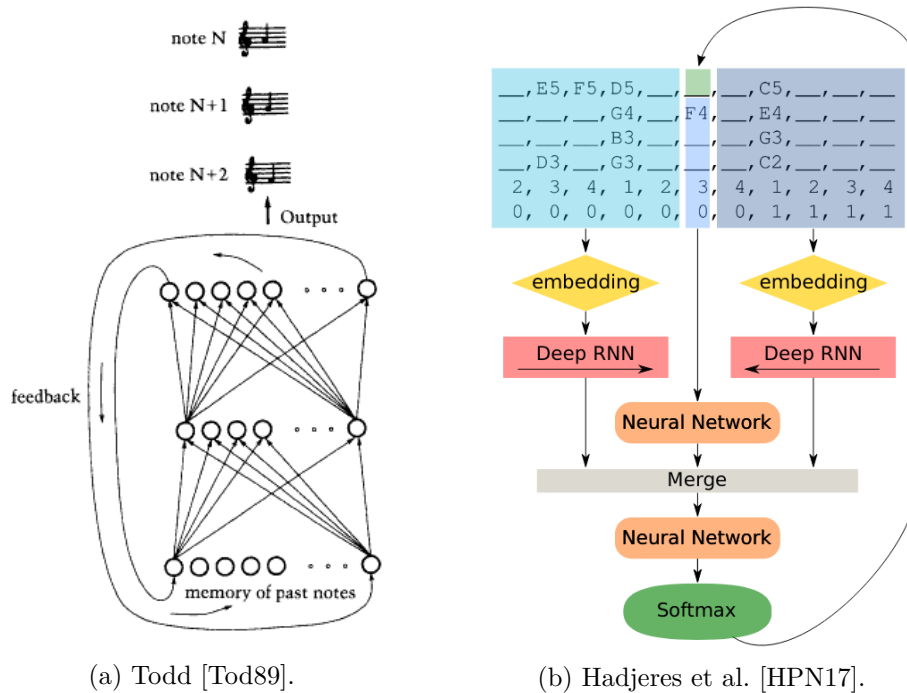 note N
note N+1
note N+2
Output
feedback
memory of past notes
(a) Todd [Tod89].
__,E5,F5,D5,__,__,__,C5,__,__,__
__,__,__,G4,__,F4,__,E4,__,__,__
__,__,__,B3,__,__,__,G3,__,__,__
__,D3,__,G3,__,__,__,C2,__,__,__
2, 3, 4, 1, 2, 3, 4, 1, 2, 3, 4
0, 0, 0, 0, 0, 0, 0, 1, 1, 1, 1
embedding
embedding
Deep RNN
Deep RNN
Neural Network
Merge
Neural Network
Softmax
(b) Hadjeres et al. [HPN17].